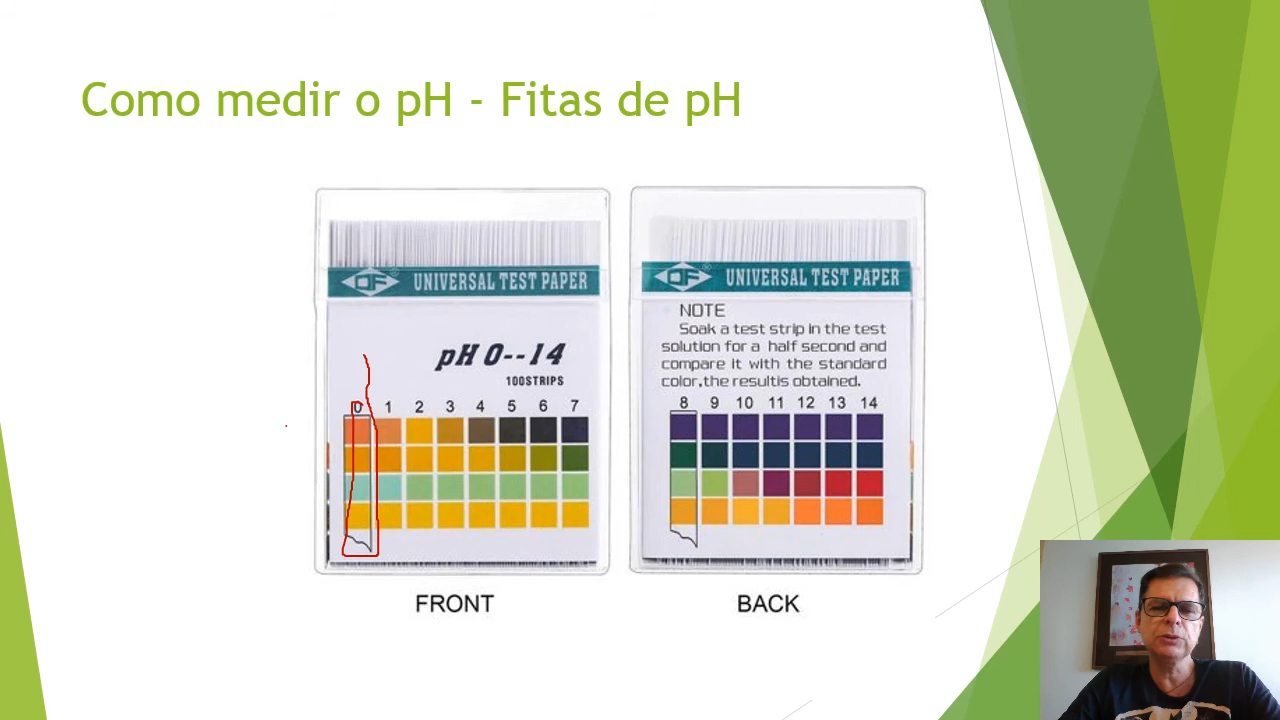 Como medir o pH - Fitas de pH
DF® UNIVERSAL TEST PAPER
pH 0--14
100STRIPS
0 1 2 3 4 5 6 7
FRONT
DF® UNIVERSAL TEST PAPER
NOTE
Soak a test strip in the test
solution for a half second and
compare it with the standard
color,the resultis obtained.
8 9 10 11 12 13 14
BACK